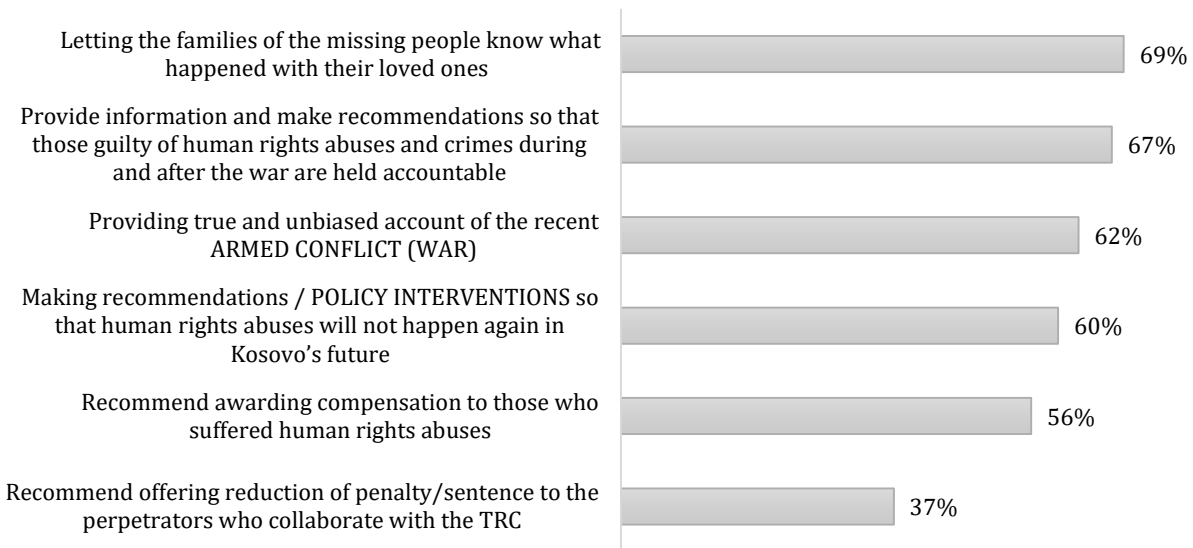 Letting the families of the missing people know what
happened with their loved ones
69%
Provide information and make recommendations so that
those guilty of human rights abuses and crimes during
and after the war are held accountable
67%
Providing true and unbiased account of the recent
ARMED CONFLICT (WAR)
62%
Making recommendations / POLICY INTERVENTIONS so
that human rights abuses will not happen again in
Kosovo’s future
60%
Recommend awarding compensation to those who
suffered human rights abuses
56%
Recommend offering reduction of penalty/sentence to the
perpetrators who collaborate with the TRC
37%